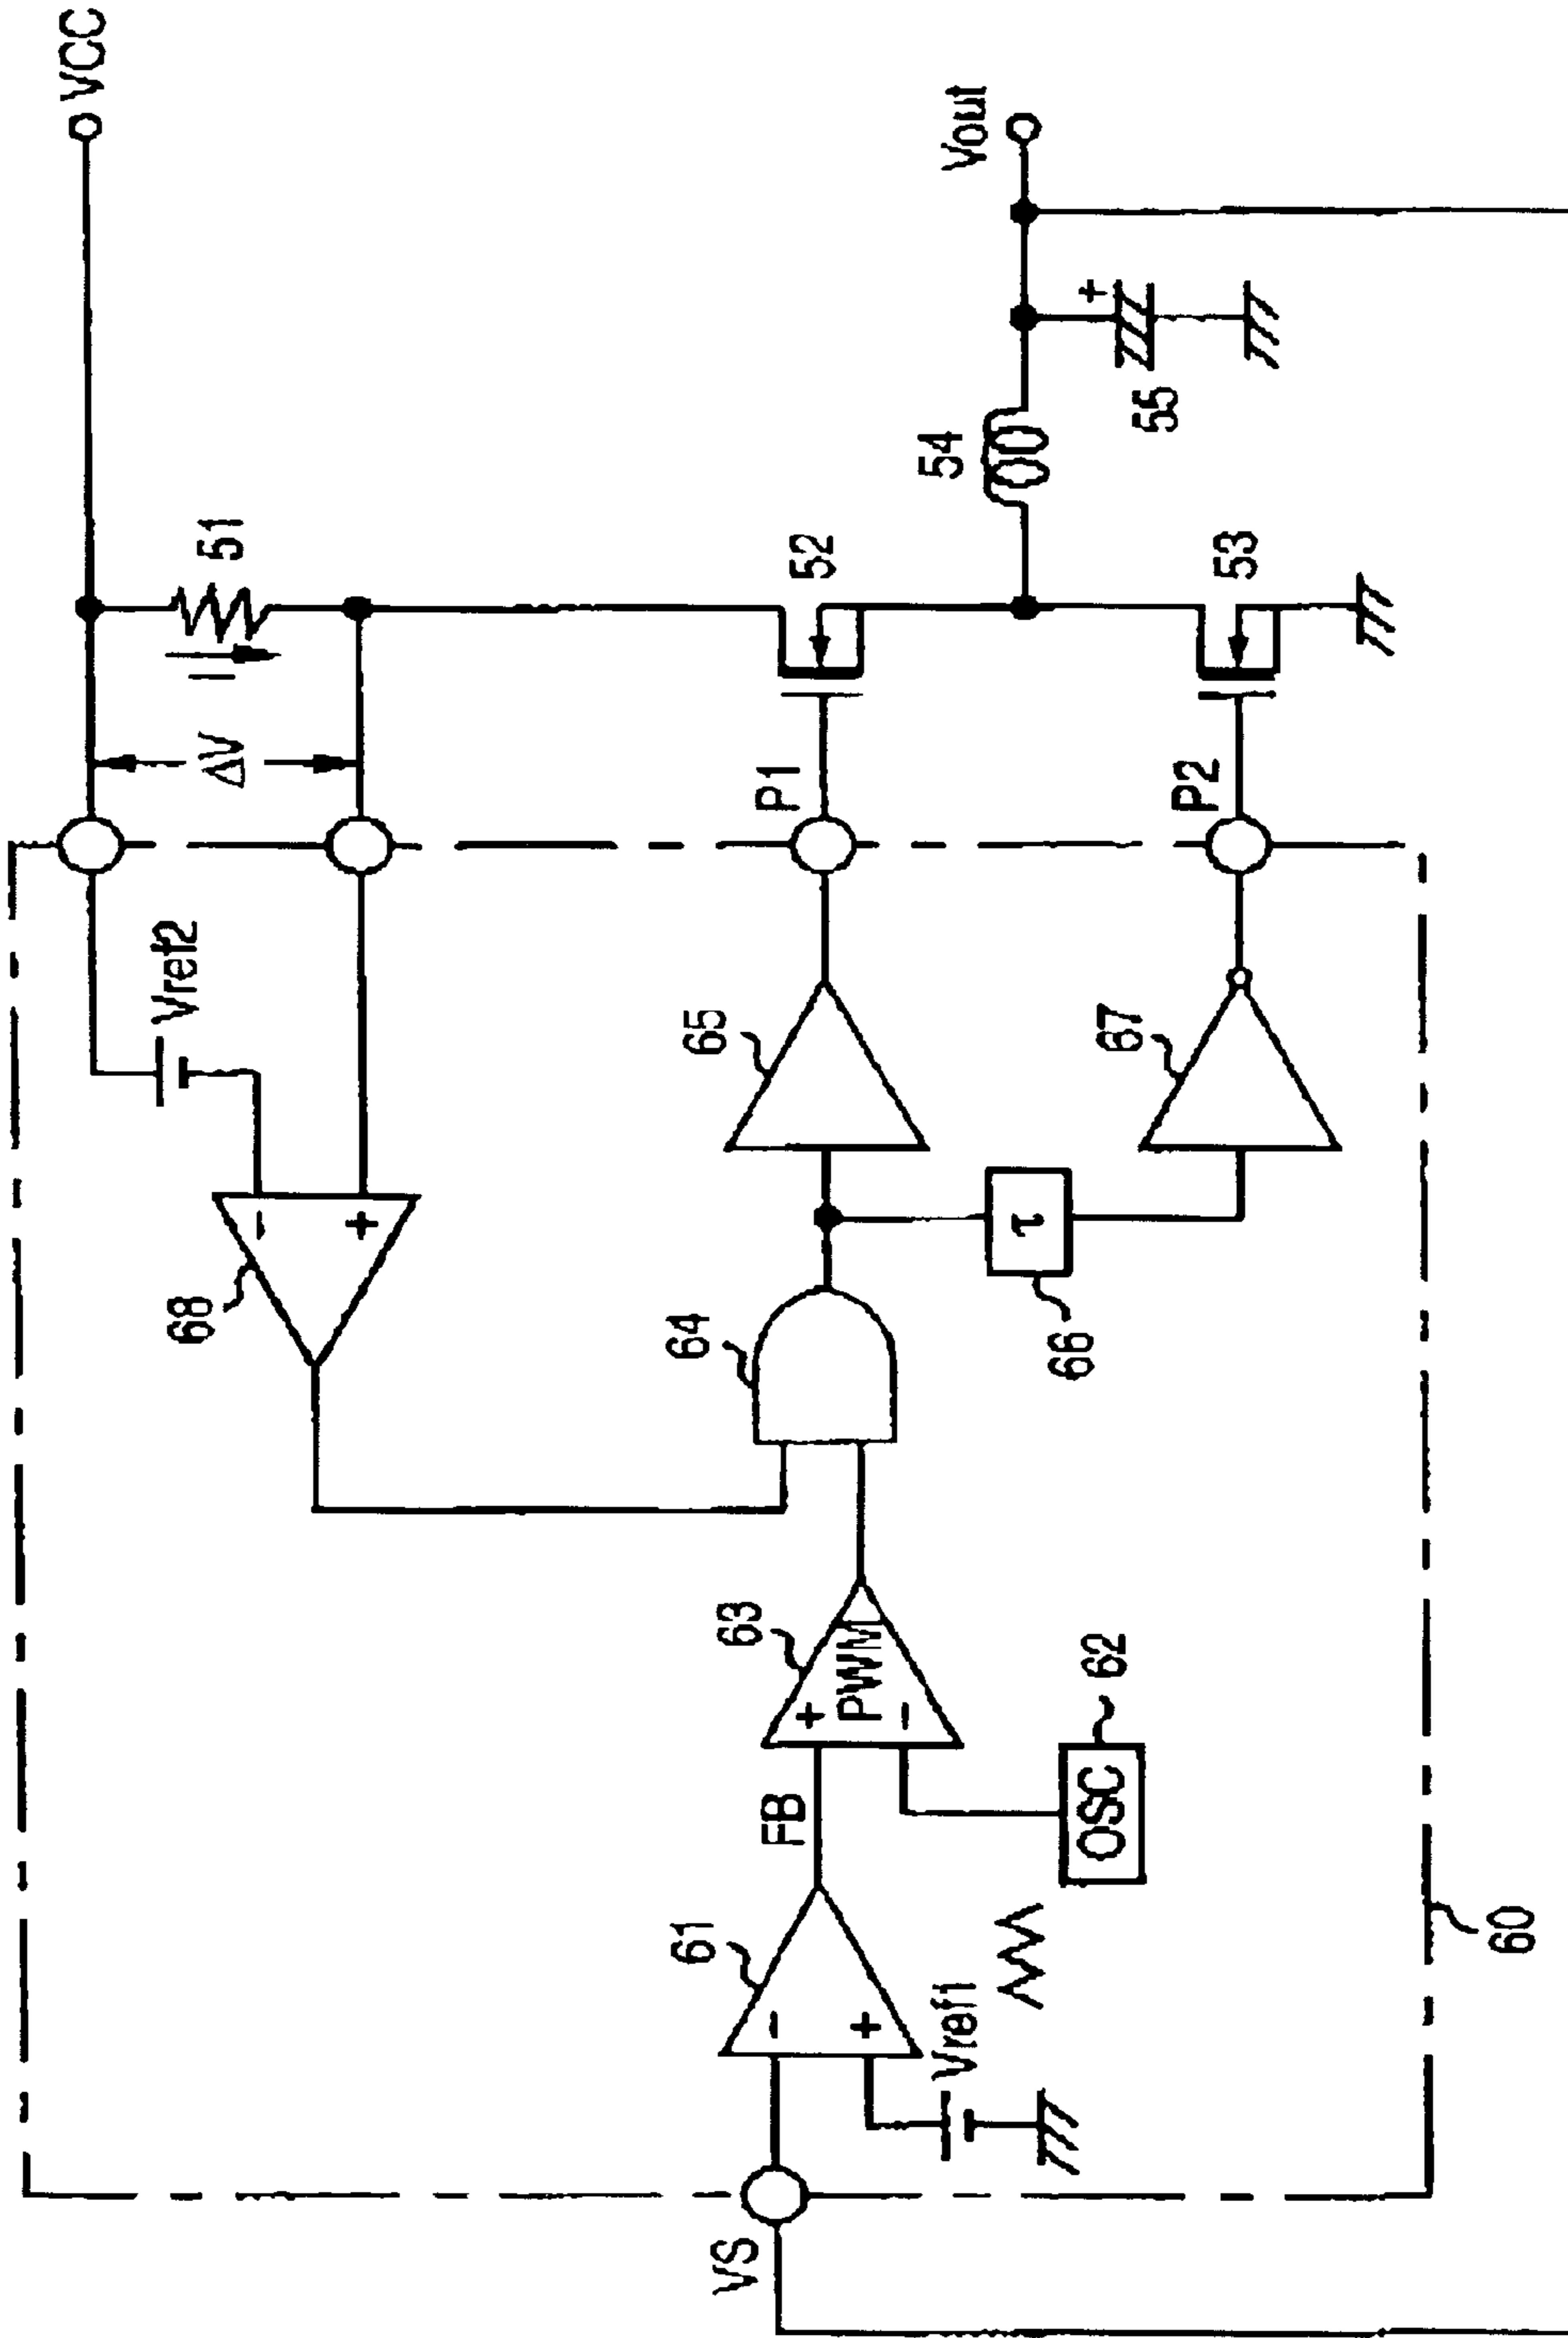 VCC
51
I
ΔV
Vref2
68
-
+
Vout
+
54
55
52
53
P1
P2
65
67
64
τ
66
63
+
PWM
-
62
OSC
FB
61
-
+
Vref1
60
VS